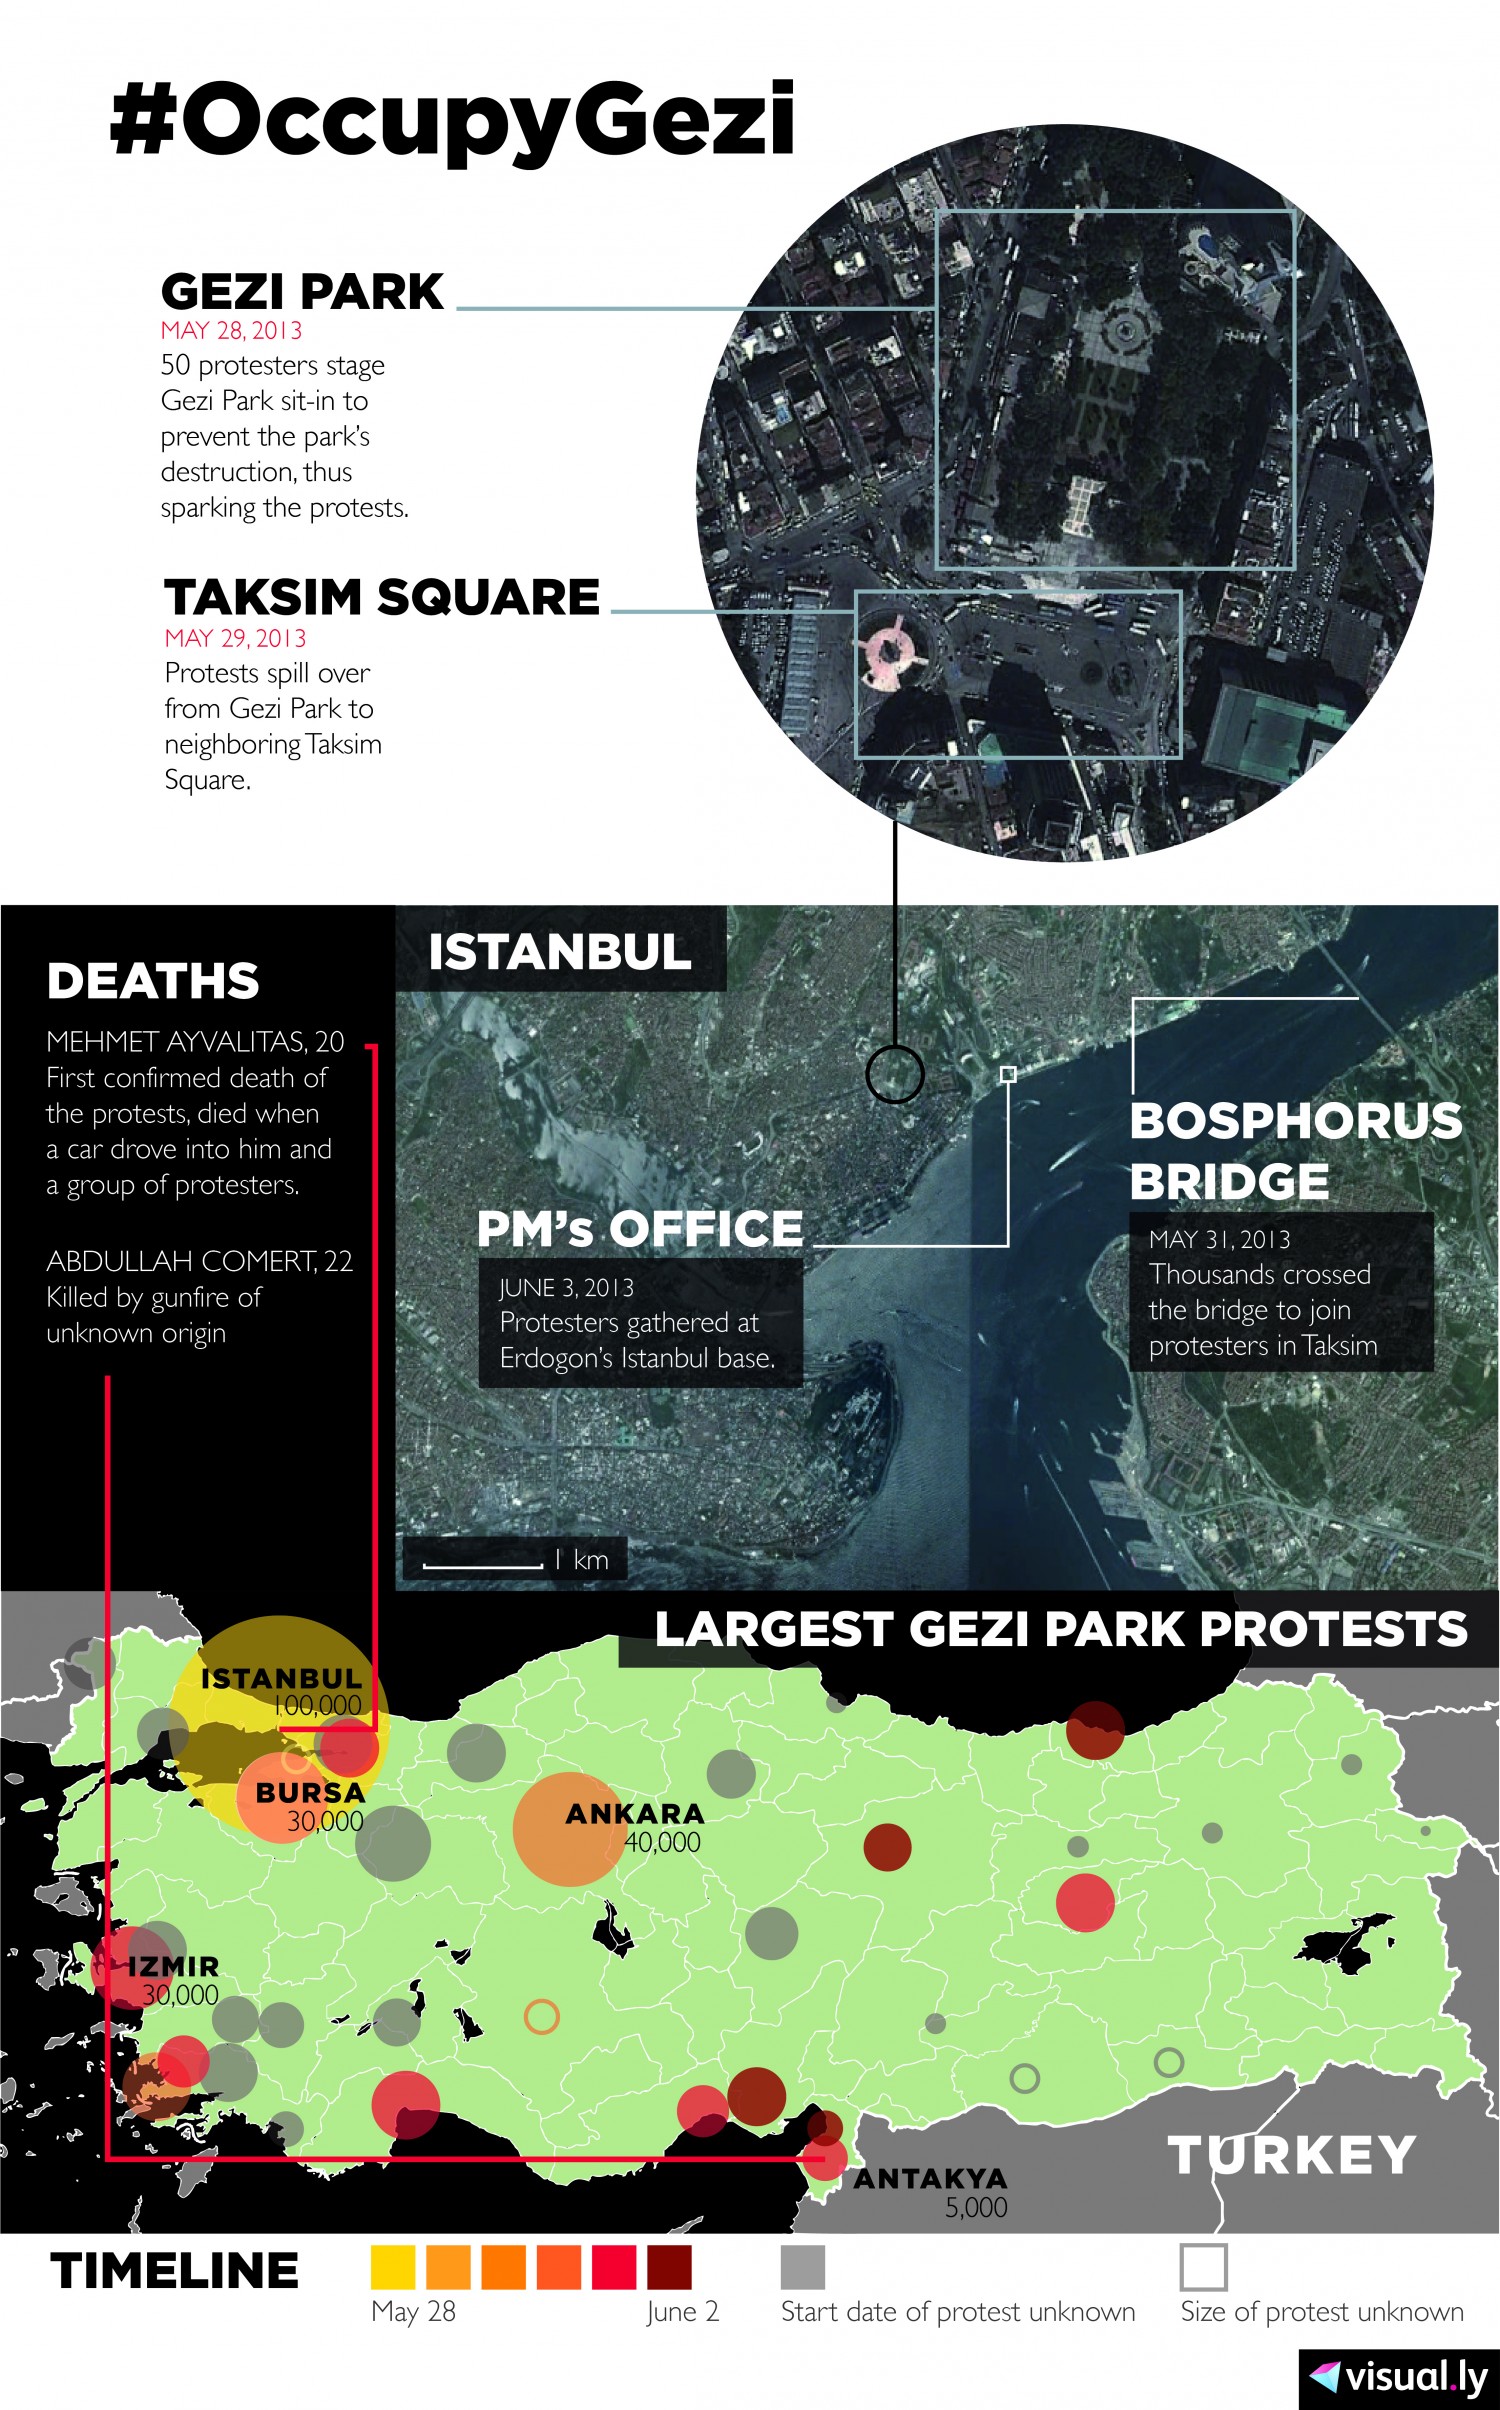 #OccupyGezi
GEZI PARK
MAY 28, 2013
50 protesters stage
Gezi Park sit-in to
prevent the park's
destruction, thus
sparking the protests.
TAKSIM SQUARE
MAY 29, 2013
Protests spill over
from Gezi Park to
neighboring Taksim
Square.
DEATHS
MEHMET AYVALITAS, 20
First confirmed death of
the protests, died when
a car drove into him and
a group of protesters.
ABDULLAH COMERT, 22
Killed by gunfire of
unknown origin
ISTANBUL
PM's OFFICE
JUNE 3, 2013
Protesters gathered at
Erdogon's Istanbul base.
BOSPHORUS
BRIDGE
MAY 31, 2013
Thousands crossed
the bridge to join
protesters in Taksim
1 km
LARGEST GEZI PARK PROTESTS
ISTANBUL
100,000
BURSA
30,000
ANKARA
40,000
IZMIR
30,000
ANTAKYA
5,000
TURKEY
TIMELINE
May 28
June 2
Start date of protest unknown
Size of protest unknown
visual.ly